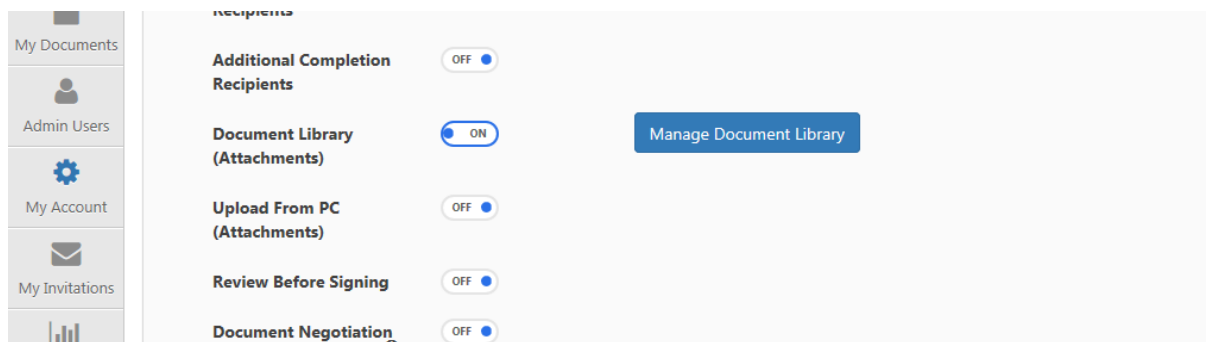 My Documents
Admin Users
My Account
My Invitations
Recipients
Additional Completion
Recipients
OFF
Document Library
(Attachments)
ON
Manage Document Library
Upload From PC
(Attachments)
OFF
Review Before Signing
OFF
Document Negotiation
OFF